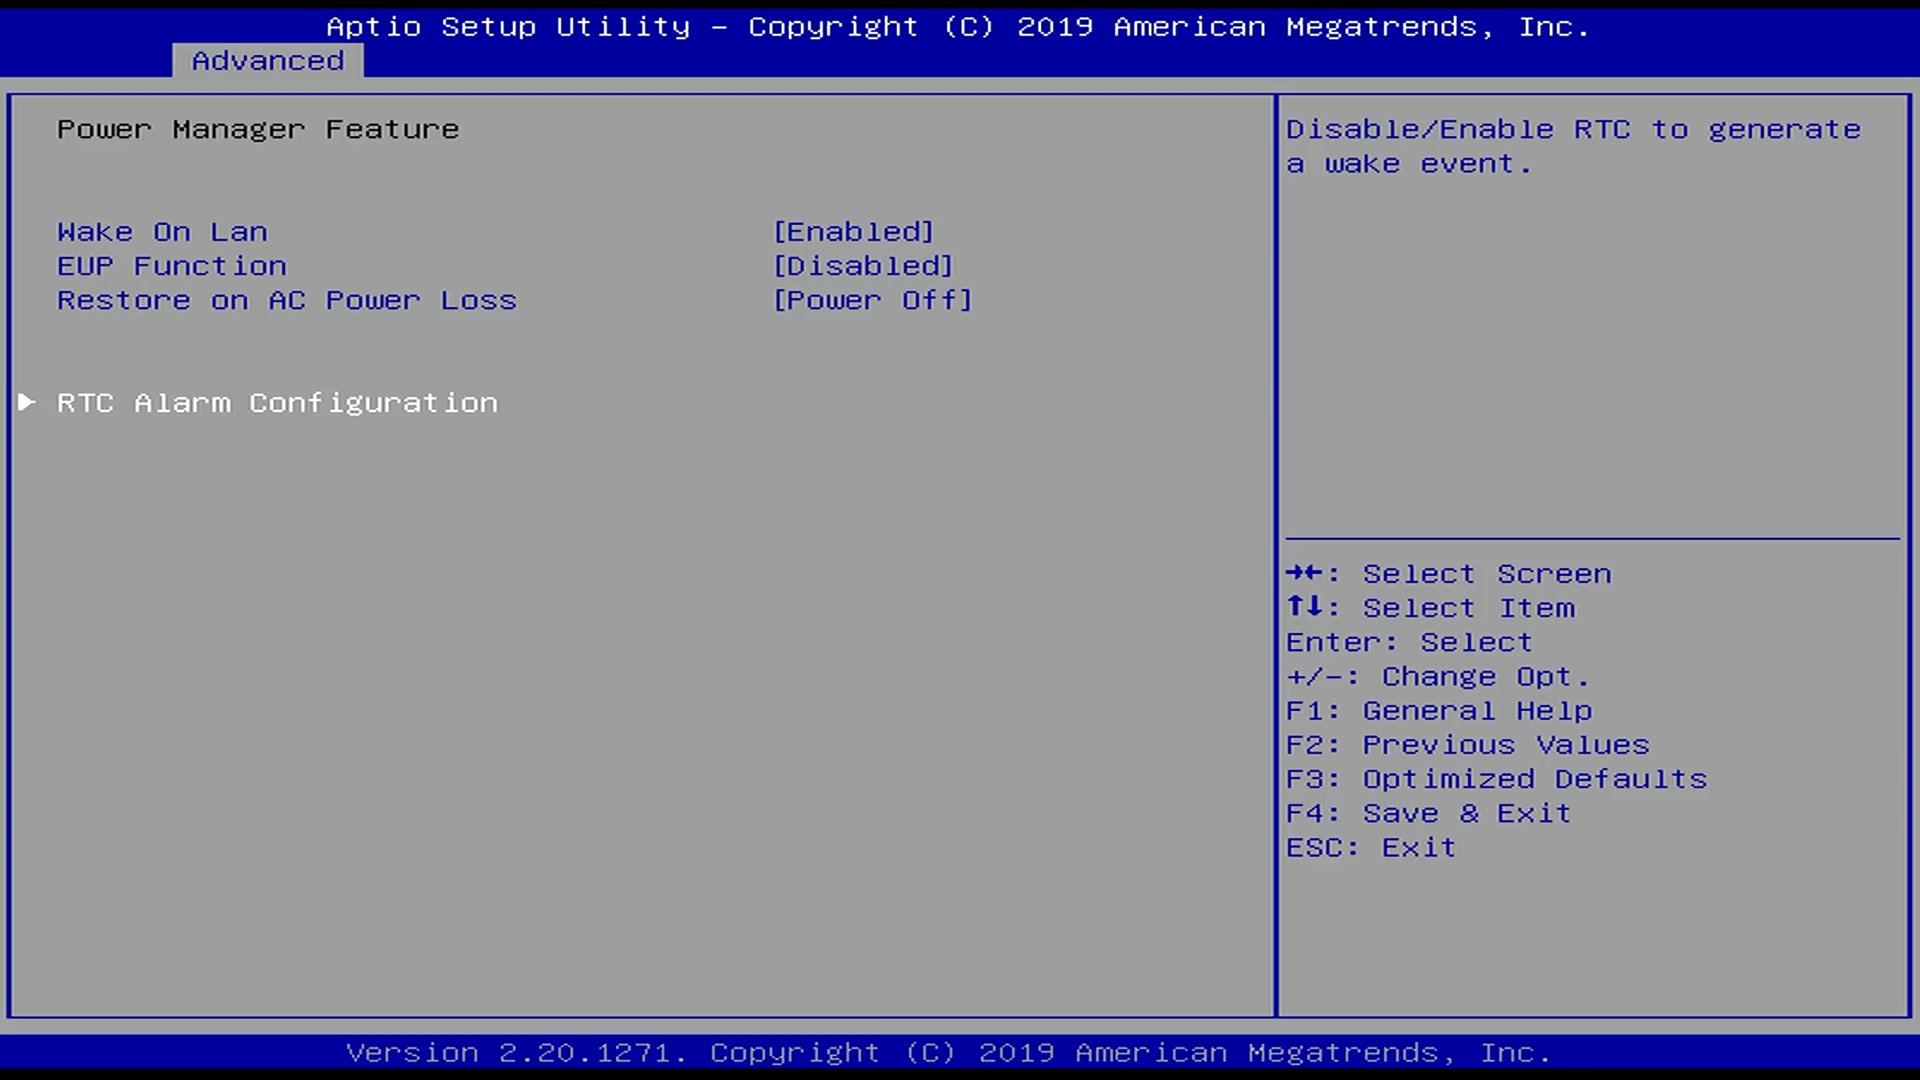 Aptio Setup Utility – Copyright (C) 2019 American Megatrends, Inc.
Advanced
Power Manager Feature
Wake On Lan [Enabled]
EUP Function [Disabled]
Restore on AC Power Loss [Power Off]
► RTC Alarm Configuration
Disable/Enable RTC to generate
a wake event.
→←: Select Screen
↑↓: Select Item
Enter: Select
+/-: Change Opt.
F1: General Help
F2: Previous Values
F3: Optimized Defaults
F4: Save & Exit
ESC: Exit
Version 2.20.1271. Copyright (C) 2019 American Megatrends, Inc.